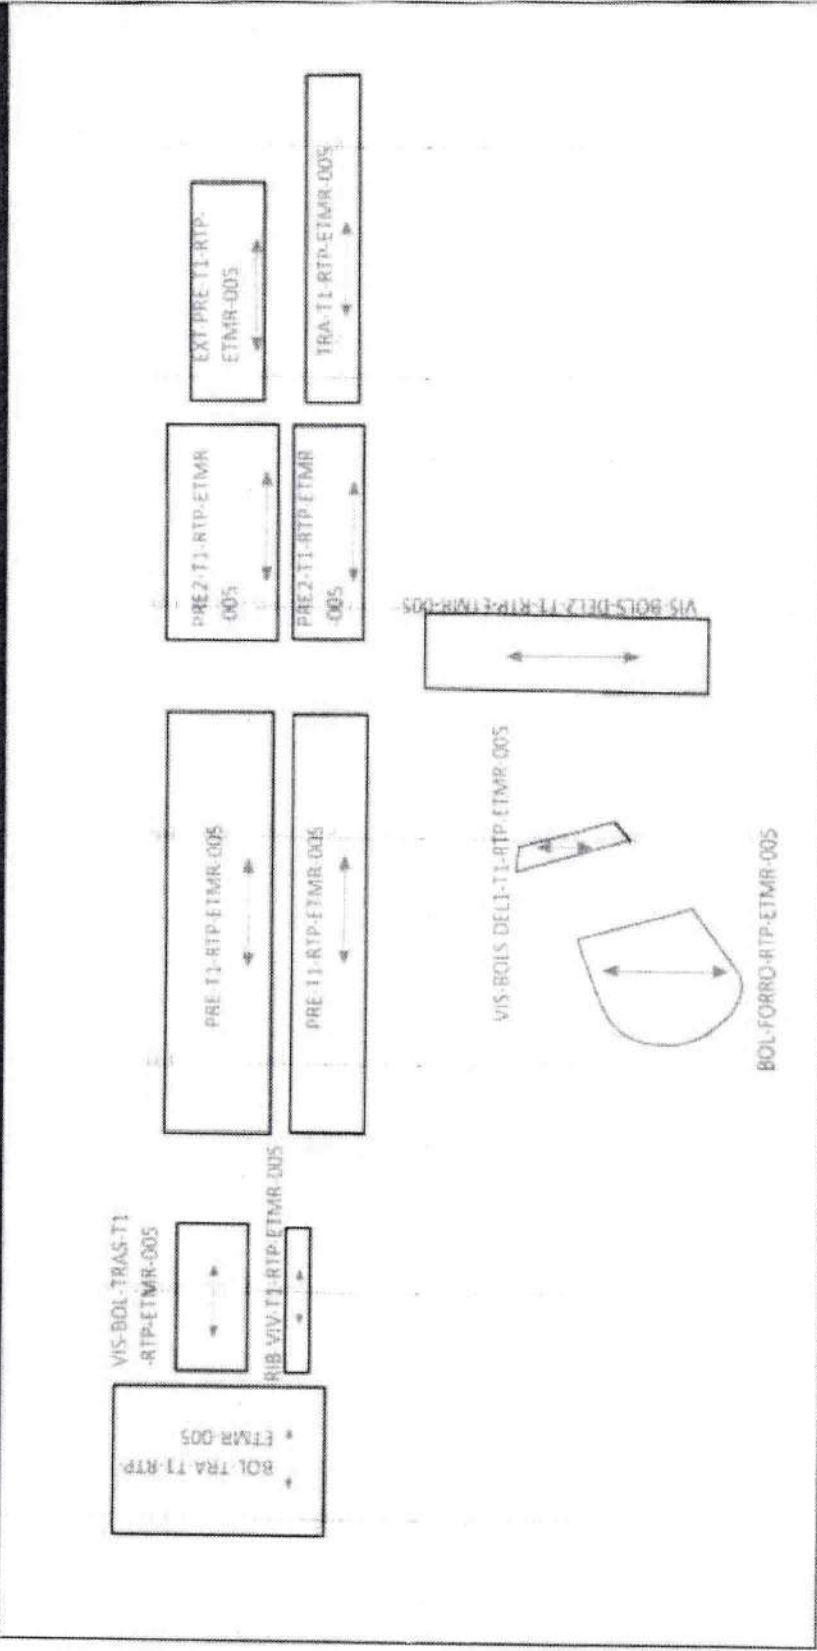 EXT-PRE-T1-RTP-
ETMR-005
TRA-T1-RTP-ETMR-005
PRE2-T1-RTP-ETMR
-005
PRE2-T1-RTP-ETMR
-005
VIS-BOLS-DEL2-T1-RTP-ETMR-005
PRE-T1-RTP-ETMR-005
PRE-T1-RTP-ETMR-005
VIS-BOLS DEL1-T1-RTP-ETMR-005
BOL-FORRO-RTP-ETMR-005
VIS-BOL-TRAS-T1
-RTP-ETMR-005
RIB-VIV-T1-RTP-ETMR-005
BOL-TRA-T1-RTP-
ETMR-005